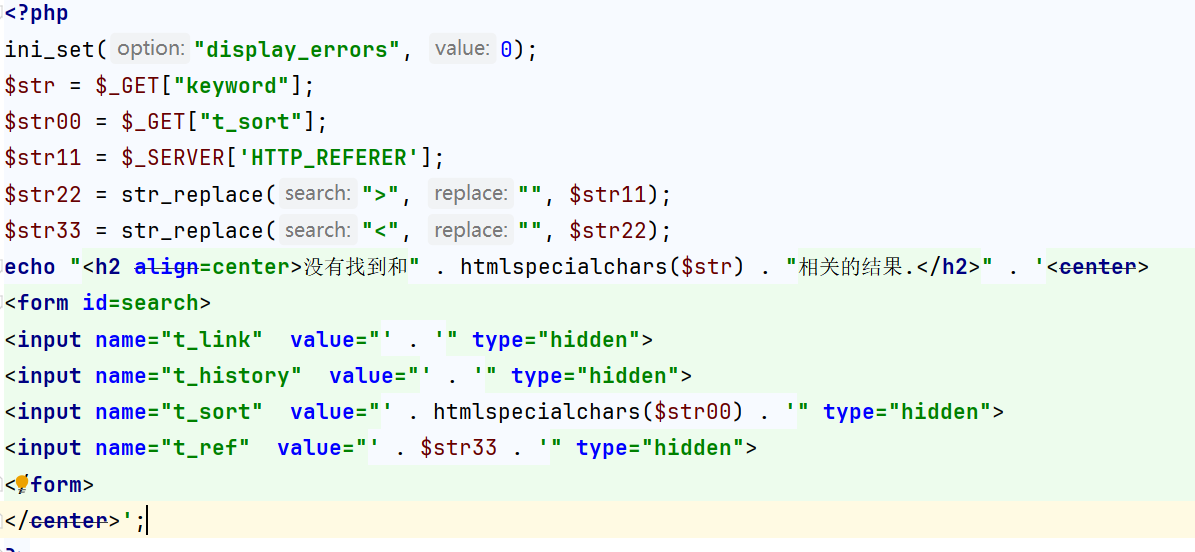 <?php
ini_set( option: "display_errors", value: 0);
$str = $_GET["keyword"];
$str00 = $_GET["t_sort"];
$str11 = $_SERVER['HTTP_REFERER'];
$str22 = str_replace( search: ">", replace: "", $str11);
$str33 = str_replace( search: "<", replace: "", $str22);
echo "<h2 align=center>没有找到和" . htmlspecialchars($str) . "相关的结果.</h2>" . '<center>
<form id=search>
<input name="t_link"  value="' . '" type="hidden">
<input name="t_history"  value="' . '" type="hidden">
<input name="t_sort"  value="' . htmlspecialchars($str00) . '" type="hidden">
<input name="t_ref"  value="' . $str33 . '" type="hidden">
</form>
</center>';